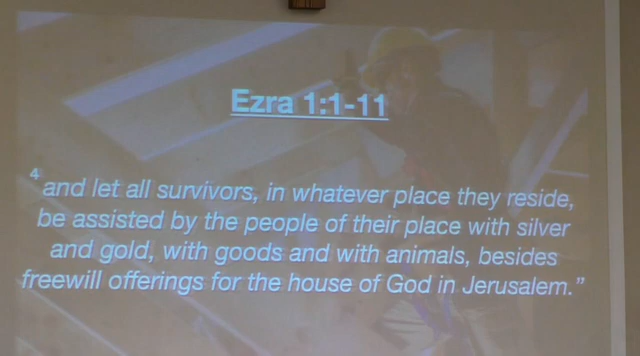 Ezra 1:1-11
4 and let all survivors, in whatever place they reside,
be assisted by the people of their place with silver
and gold, with goods and with animals, besides
freewill offerings for the house of God in Jerusalem.”